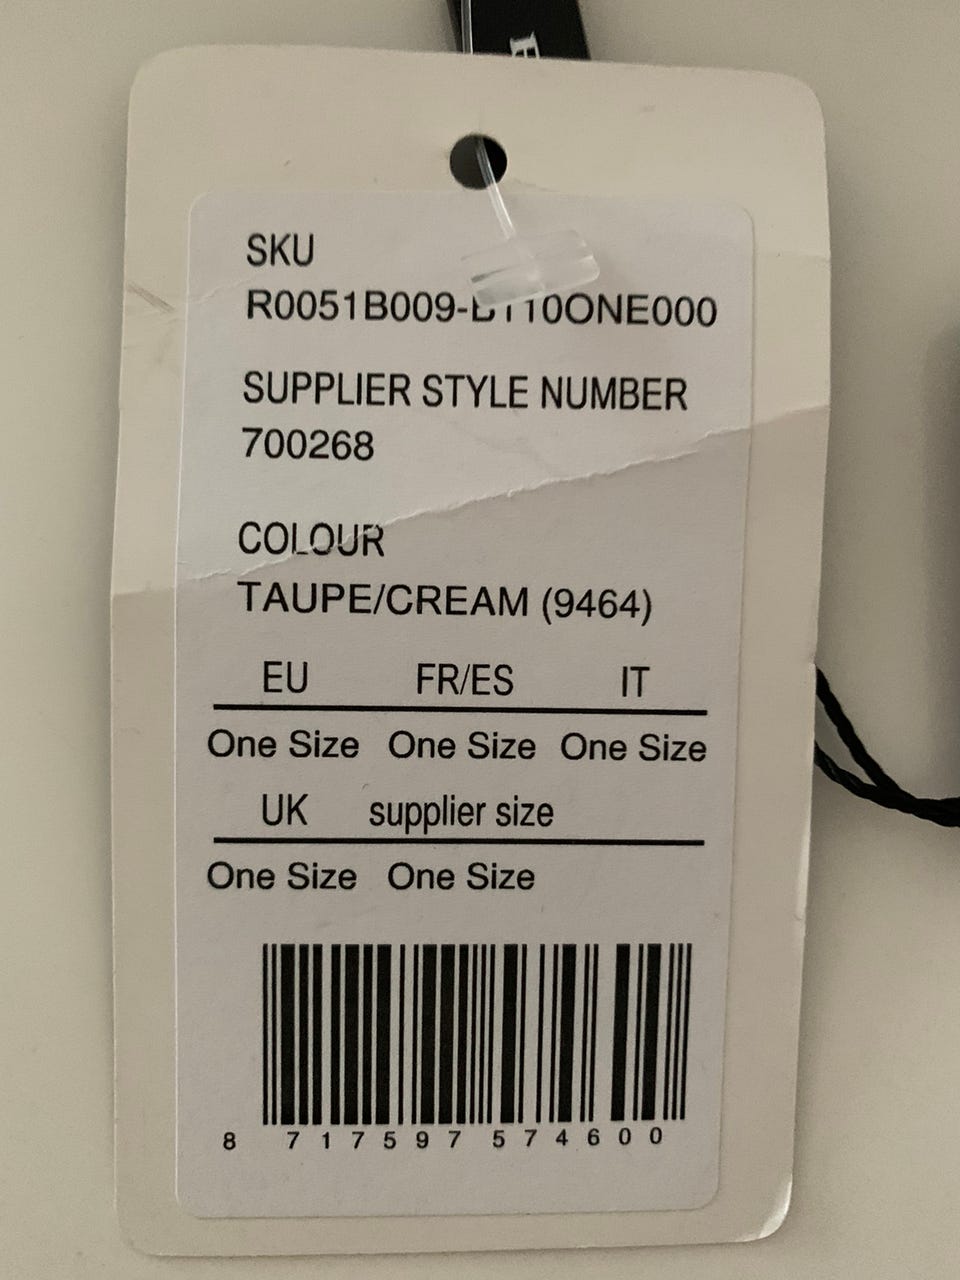 SKU
R0051B009-B110ONE000
SUPPLIER STYLE NUMBER
700268
COLOUR
TAUPE/CREAM (9464)
EU FR/ES IT
One Size One Size One Size
UK supplier size
One Size One Size
8 717597 574600